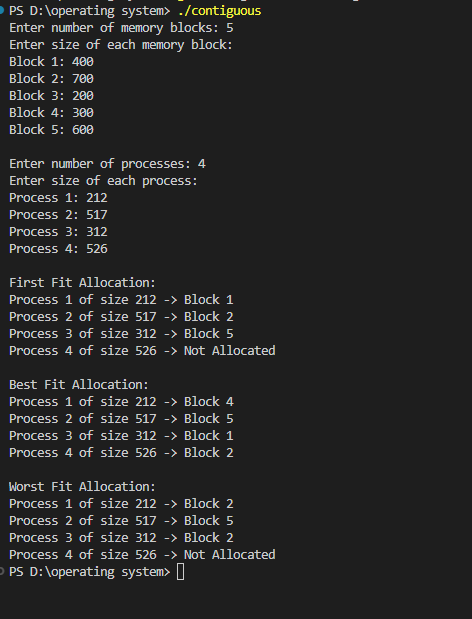 PS D:\operating system> ./contiguous
Enter number of memory blocks: 5
Enter size of each memory block:
Block 1: 400
Block 2: 700
Block 3: 200
Block 4: 300
Block 5: 600
Enter number of processes: 4
Enter size of each process:
Process 1: 212
Process 2: 517
Process 3: 312
Process 4: 526
First Fit Allocation:
Process 1 of size 212 -> Block 1
Process 2 of size 517 -> Block 2
Process 3 of size 312 -> Block 5
Process 4 of size 526 -> Not Allocated
Best Fit Allocation:
Process 1 of size 212 -> Block 4
Process 2 of size 517 -> Block 5
Process 3 of size 312 -> Block 1
Process 4 of size 526 -> Block 2
Worst Fit Allocation:
Process 1 of size 212 -> Block 2
Process 2 of size 517 -> Block 5
Process 3 of size 312 -> Block 2
Process 4 of size 526 -> Not Allocated
PS D:\operating system>